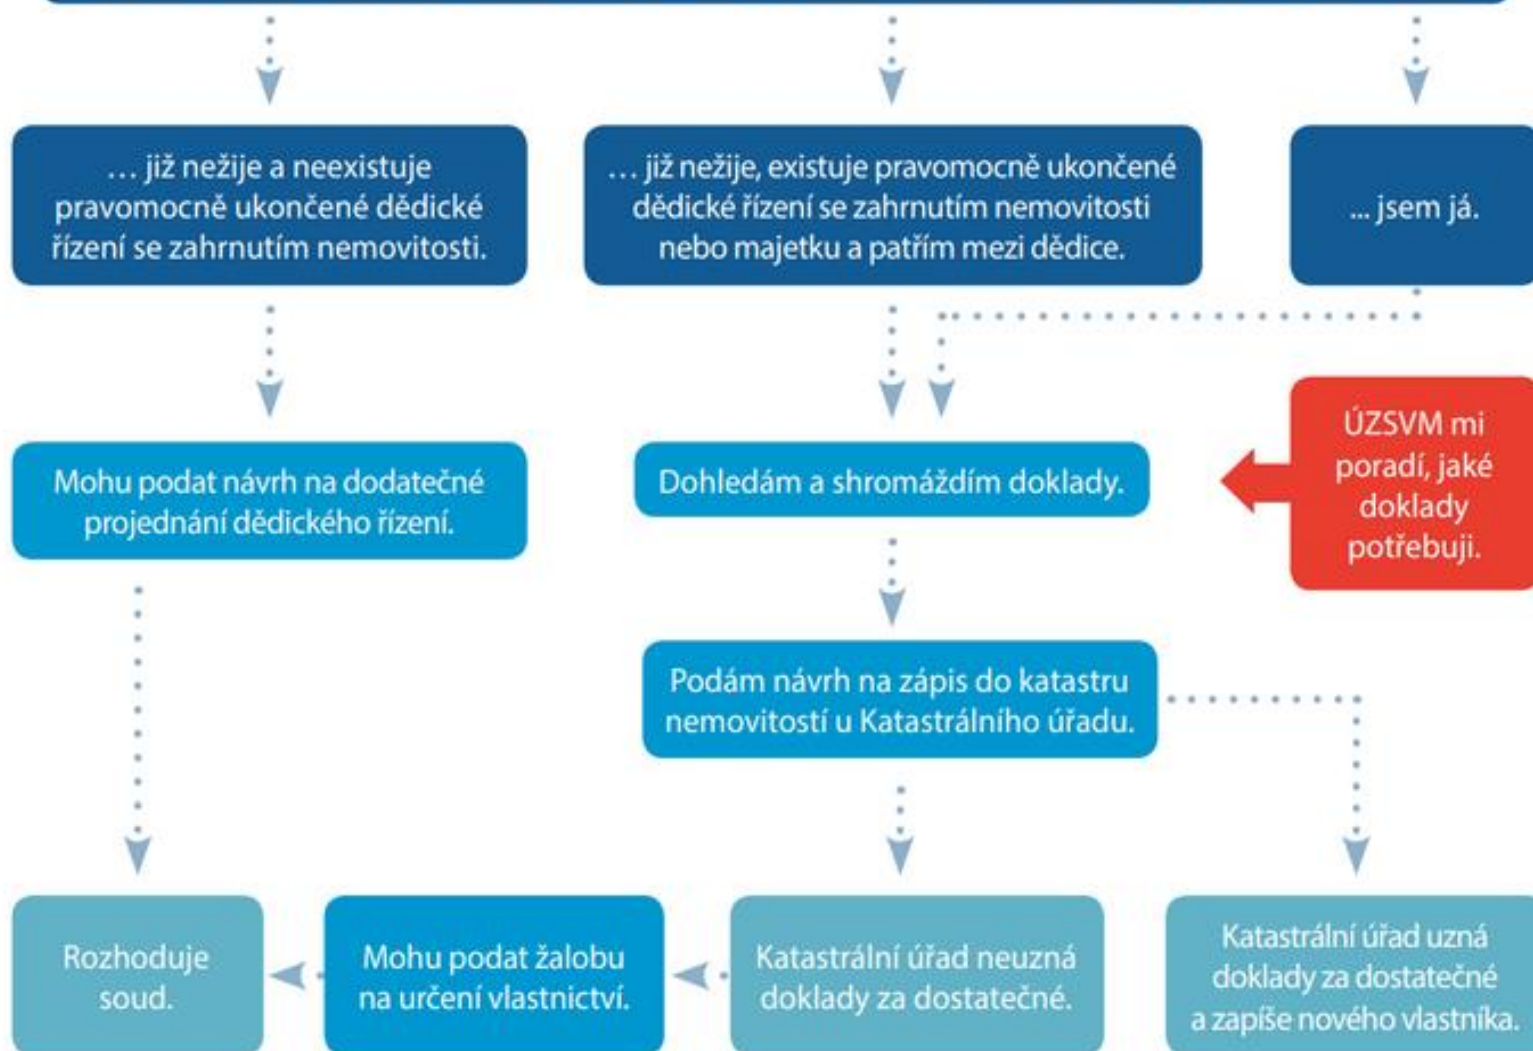 … již nežije a neexistuje
pravomocně ukončené dědické
řízení se zahrnutím nemovitosti.
… již nežije, existuje pravomocně ukončené
dědické řízení se zahrnutím nemovitosti
nebo majetku a patřím mezi dědice.
... jsem já.
Mohu podat návrh na dodatečné
projednání dědického řízení.
Dohledám a shromáždím doklady.
ÚZSVM mi
poradí, jaké
doklady
potřebuji.
Podám návrh na zápis do katastru
nemovitostí u Katastrálního úřadu.
Rozhoduje
soud.
Mohu podat žalobu
na určení vlastnictví.
Katastrální úřad neuzná
doklady za dostatečné.
Katastrální úřad uzná
doklady za dostatečné
a zapíše nového vlastníka.